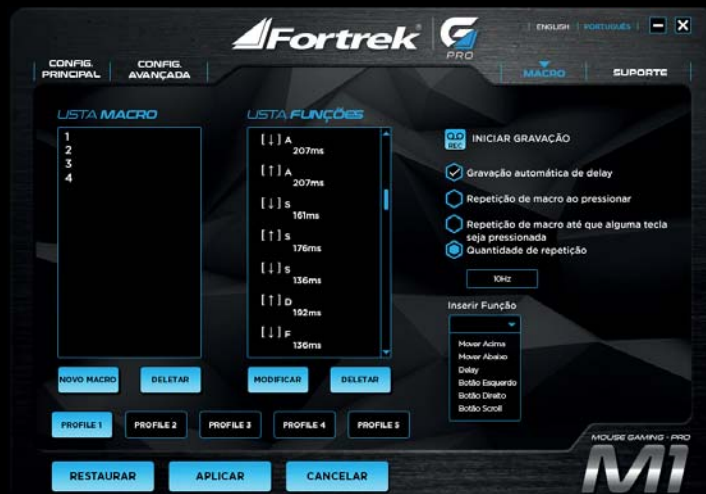 Fortrek G PRO
ENGLISH | PORTUGUÊS |
CONFIG. PRINCIPAL
CONFIG. AVANÇADA
MACRO
SUPORTE
LISTA MACRO
1
2
3
4
NOVO MACRO
DELETAR
LISTA FUNÇÕES
[↓] A
207ms
[↑] A
207ms
[↓] S
161ms
[↑] S
176ms
[↓] S
136ms
[↑] D
192ms
[↓] F
136ms
MODIFICAR
DELETAR
REC
INICIAR GRAVAÇÃO
Gravação automática de delay
Repetição de macro ao pressionar
Repetição de macro até que alguma tecla
seja pressionada
Quantidade de repetição
10Hz
Inserir Função
Mover Acima
Mover Abaixo
Delay
Botão Esquerdo
Botão Direito
Botão Scroll
PROFILE 1
PROFILE 2
PROFILE 3
PROFILE 4
PROFILE 5
RESTAURAR
APLICAR
CANCELAR
MOUSE GAMING - PRO
M1